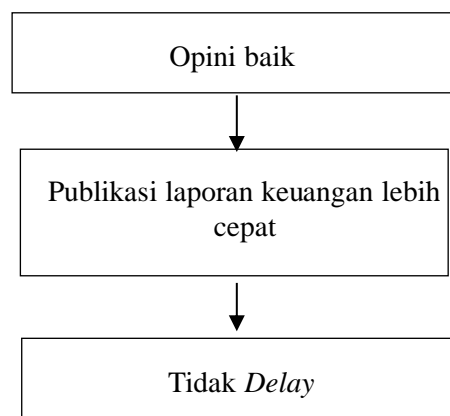 Opini baik
Publikasi laporan keuangan lebih
cepat
Tidak Delay